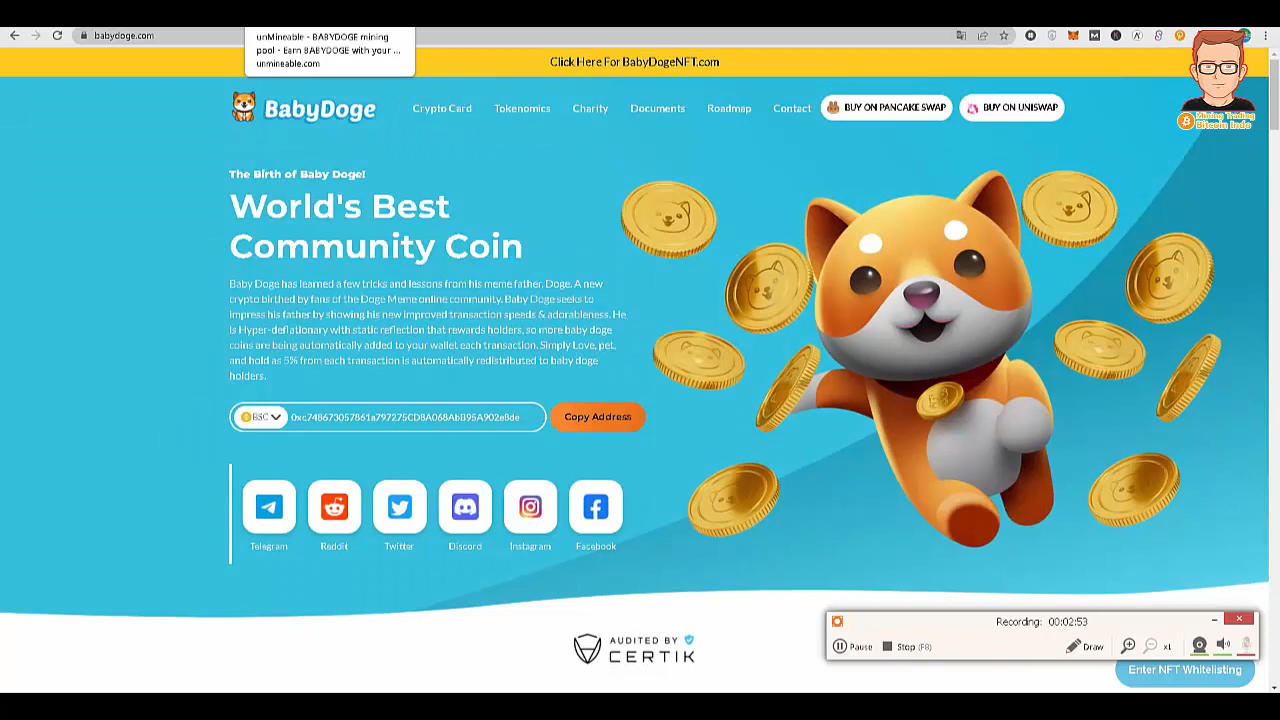 babydoge.com
unMineable - BABYDOGE mining
pool - Earn BABYDOGE with your ...
unmineable.com
Click Here For BabyDogeNFT.com
Mining Trading
Bitcoin Indo
BabyDoge
Crypto Card
Tokenomics
Charity
Documents
Roadmap
Contact
BUY ON PANCAKE SWAP
BUY ON UNISWAP
The Birth of Baby Doge!
World's Best
Community Coin
Baby Doge has learned a few tricks and lessons from his meme father, Doge. A new
crypto birthed by fans of the Doge Meme online community. Baby Doge seeks to
impress his father by showing his new improved transaction speeds & adorableness. He
is Hyper-deflationary with static reflection that rewards holders, so more baby doge
coins are being automatically added to your wallet each transaction. Simply Love, pet,
and hold as 5% from each transaction is automatically redistributed to baby doge
holders.
BSC
0xc748673057861a797275CD8A068AbB95A902e8de
Copy Address
Telegram
Reddit
Twitter
Discord
Instagram
Facebook
AUDITED BY
CERTIK
Recording: 00:02:53
Pause
Stop (F8)
Draw
x1
Enter NFT Whitelisting